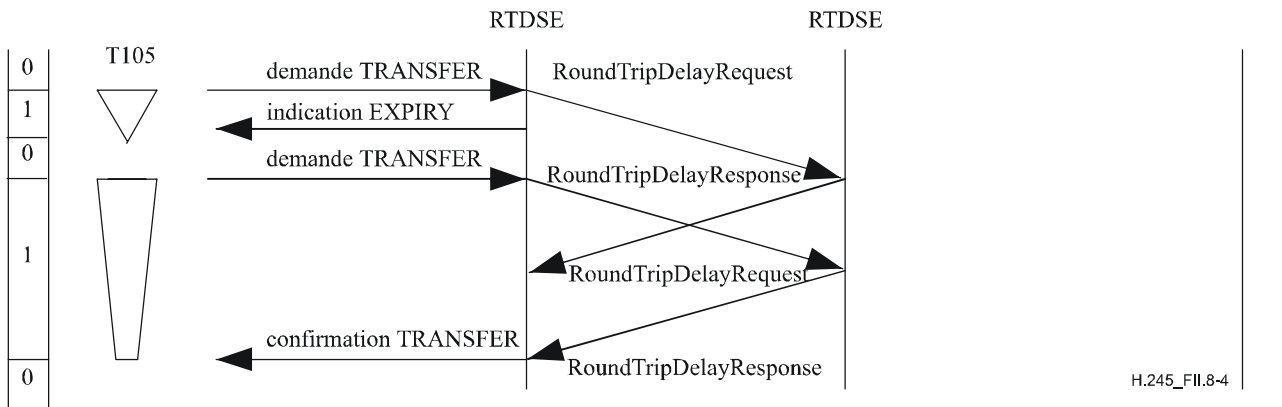 RTDSE RTDSE
T105
0
demande TRANSFER RoundTripDelayRequest
1
indication EXPIRY
0
demande TRANSFER
RoundTripDelayResponse
1
RoundTripDelayRequest
confirmation TRANSFER
RoundTripDelayResponse
0
H.245_FII.8-4